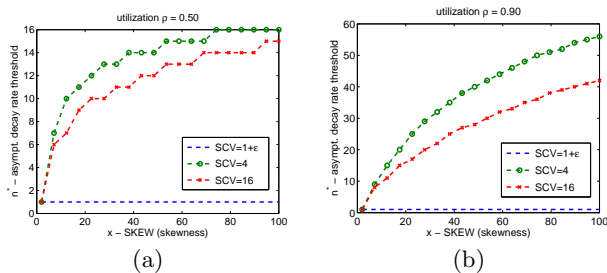 utilization ρ = 0.50
n* − asympt. decay rate threshold
16
14
12
10
8
6
4
2
0
0
20
40
60
80
100
x − SKEW (skewness)
SCV=1+ε
SCV=4
SCV=16
(a)
utilization ρ = 0.90
n* − asympt. decay rate threshold
60
50
40
30
20
10
0
0
20
40
60
80
100
x − SKEW (skewness)
SCV=1+ε
SCV=4
SCV=16
(b)